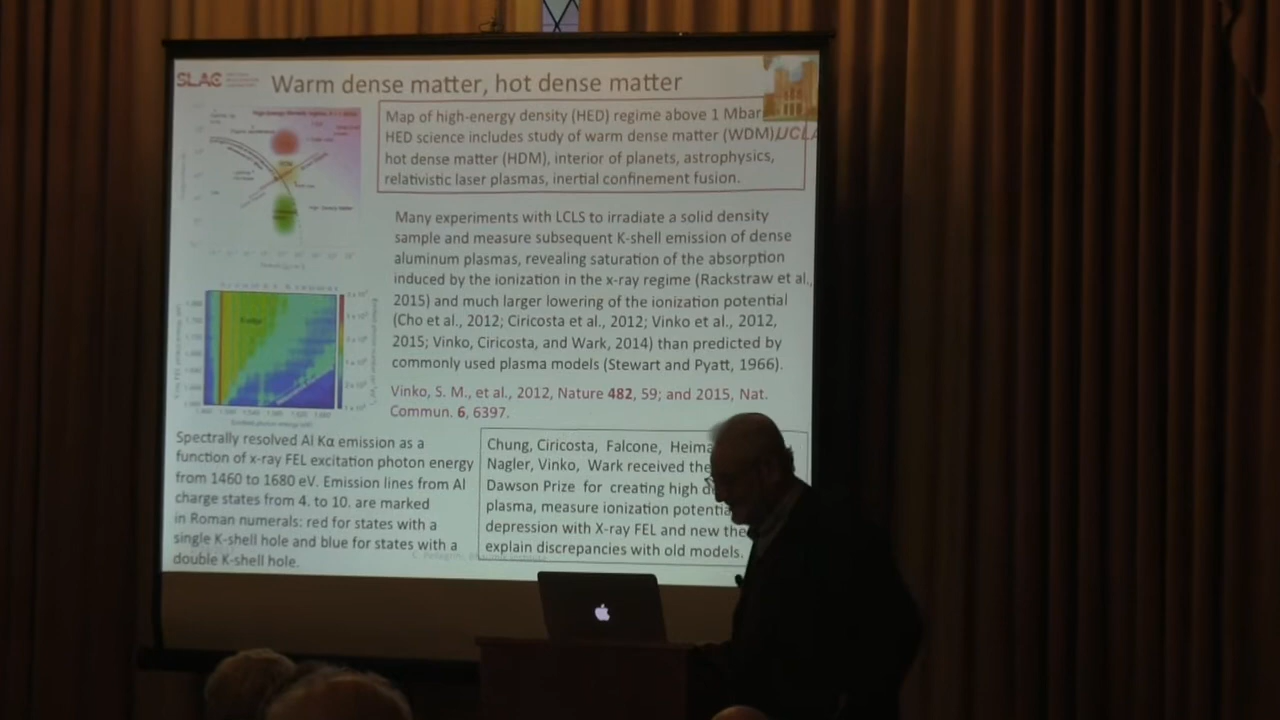 SLAC
Warm dense matter, hot dense matter
UCLA
Map of high-energy density (HED) regime above 1 Mbar
HED science includes study of warm dense matter (WDM),
hot dense matter (HDM), interior of planets, astrophysics,
relativistic laser plasmas, inertial confinement fusion.
Many experiments with LCLS to irradiate a solid density
sample and measure subsequent K-shell emission of dense
aluminum plasmas, revealing saturation of the absorption
induced by the ionization in the x-ray regime (Rackstraw et al.,
2015) and much larger lowering of the ionization potential
(Cho et al., 2012; Ciricosta et al., 2012; Vinko et al., 2012,
2015; Vinko, Ciricosta, and Wark, 2014) than predicted by
commonly used plasma models (Stewart and Pyatt, 1966).
Vinko, S. M., et al., 2012, Nature 482, 59; and 2015, Nat.
Commun. 6, 6397.
Spectrally resolved Al Kα emission as a
function of x-ray FEL excitation photon energy
from 1460 to 1680 eV. Emission lines from Al
charge states from 4. to 10. are marked
in Roman numerals: red for states with a
single K-shell hole and blue for states with a
double K-shell hole.
Chung, Ciricosta, Falcone, Heima
Nagler, Vinko, Wark received the
Dawson Prize for creating high d
plasma, measure ionization potentia
depression with X-ray FEL and new the
explain discrepancies with old models.